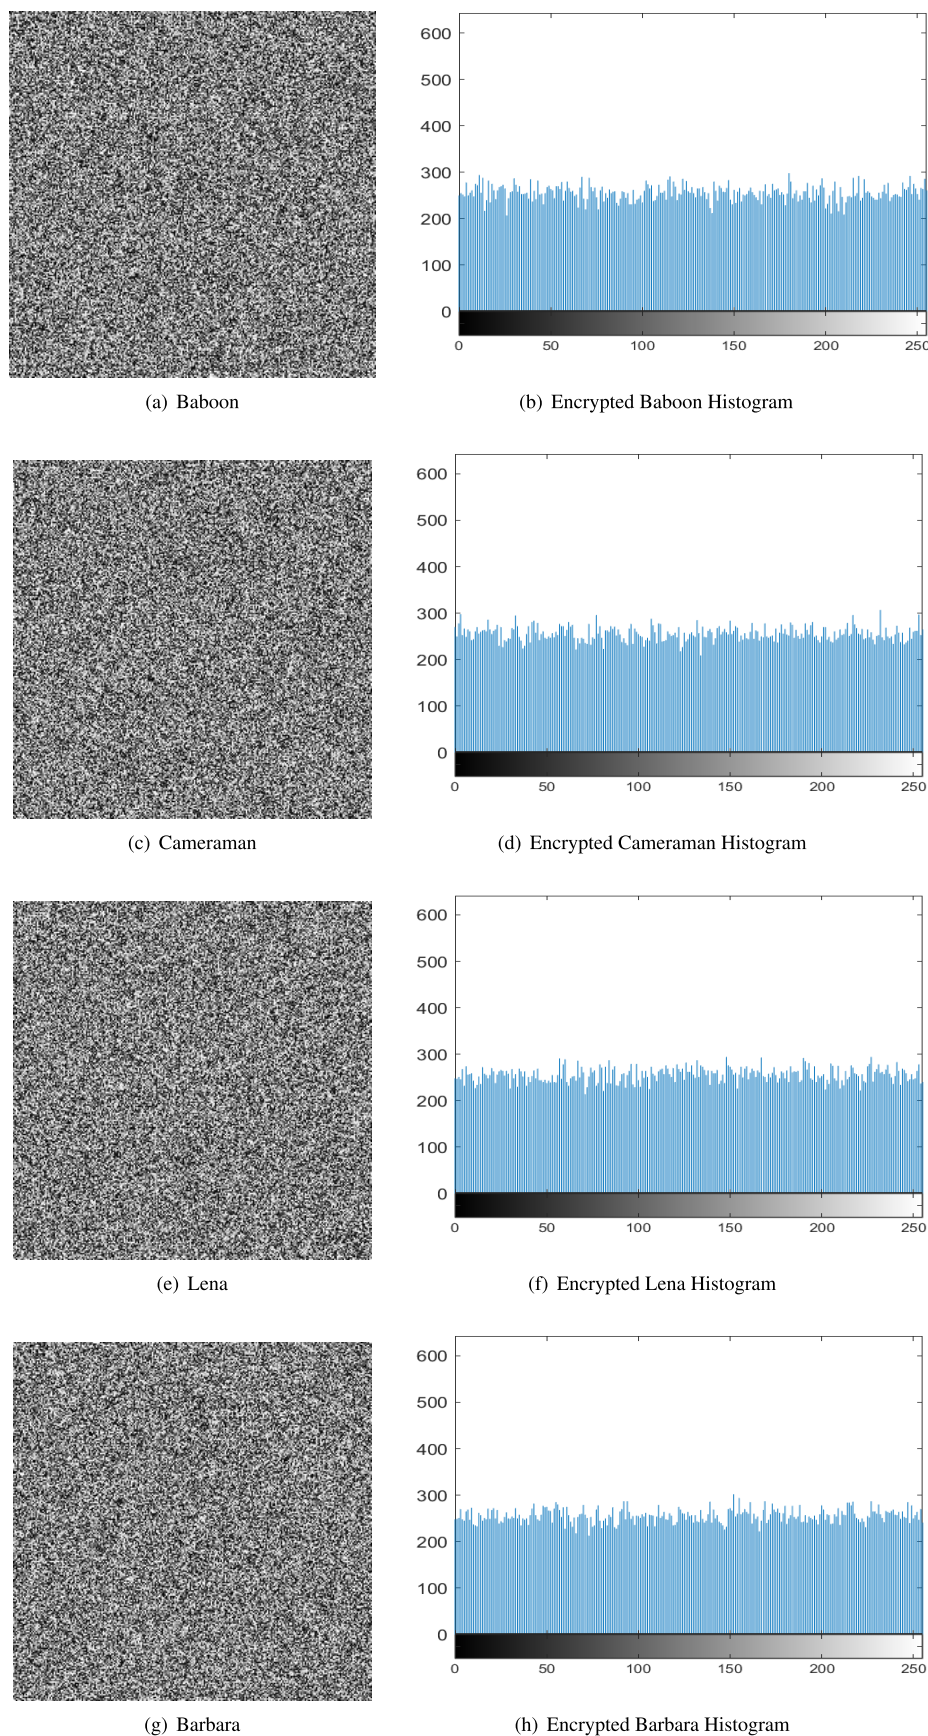 600
500
400
300
200
100
0
0 50 100 150 200 250
(a) Baboon
(b) Encrypted Baboon Histogram
600
500
400
300
200
100
0
0 50 100 150 200 250
(c) Cameraman
(d) Encrypted Cameraman Histogram
600
500
400
300
200
100
0
0 50 100 150 200 250
(e) Lena
(f) Encrypted Lena Histogram
600
500
400
300
200
100
0
0 50 100 150 200 250
(g) Barbara
(h) Encrypted Barbara Histogram